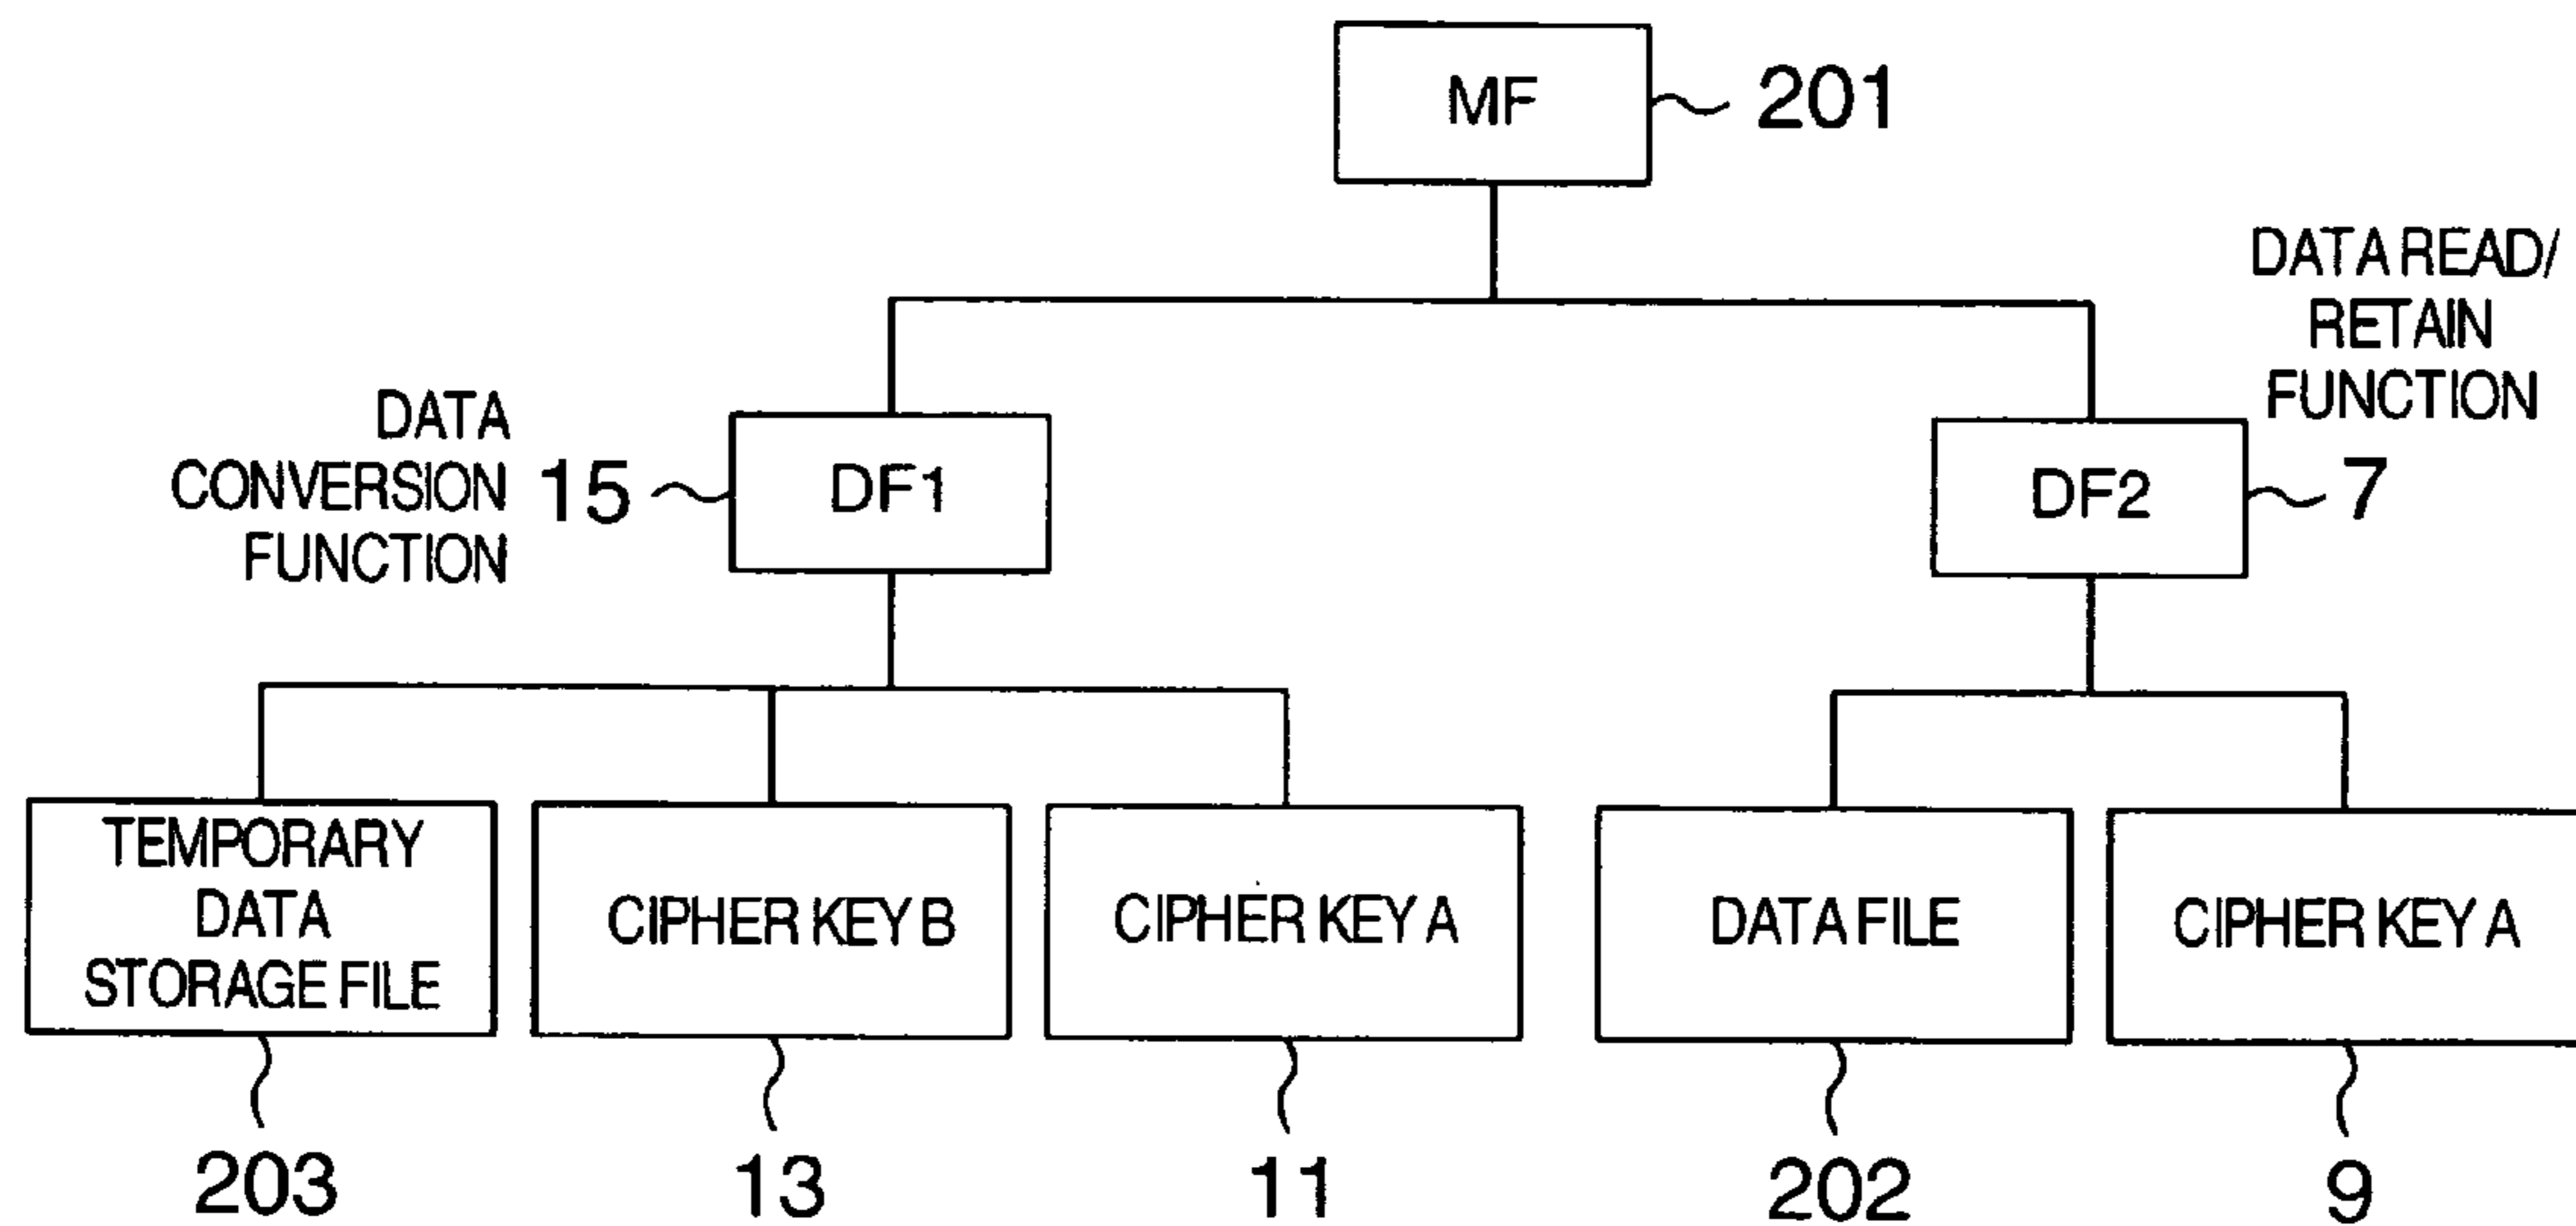 MF
201
DATA READ/
RETAIN
FUNCTION
7
DATA
CONVERSION
FUNCTION
15
DF1
DF2
TEMPORARY
DATA
STORAGE FILE
CIPHER KEY B
CIPHER KEY A
DATA FILE
CIPHER KEY A
203
13
11
202
9